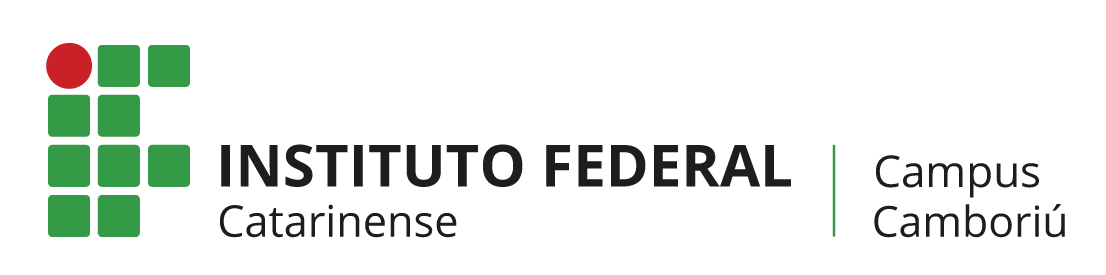 INSTITUTO FEDERAL
Catarinense
Campus
Camboriú